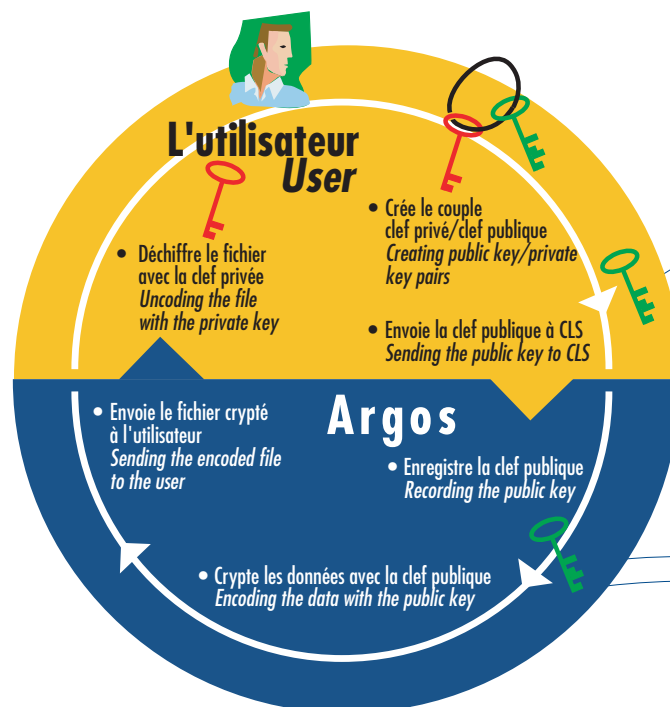 L'utilisateur
User
• Crée le couple
clef privé/clef publique
Creating public key/private
key pairs
• Envoie la clef publique à CLS
Sending the public key to CLS
• Déchiffre le fichier
avec la clef privée
Uncoding the file
with the private key
Argos
• Enregistre la clef publique
Recording the public key
• Crypte les données avec la clef publique
Encoding the data with the public key
• Envoie le fichier crypté
à l'utilisateur
Sending the encoded file
to the user